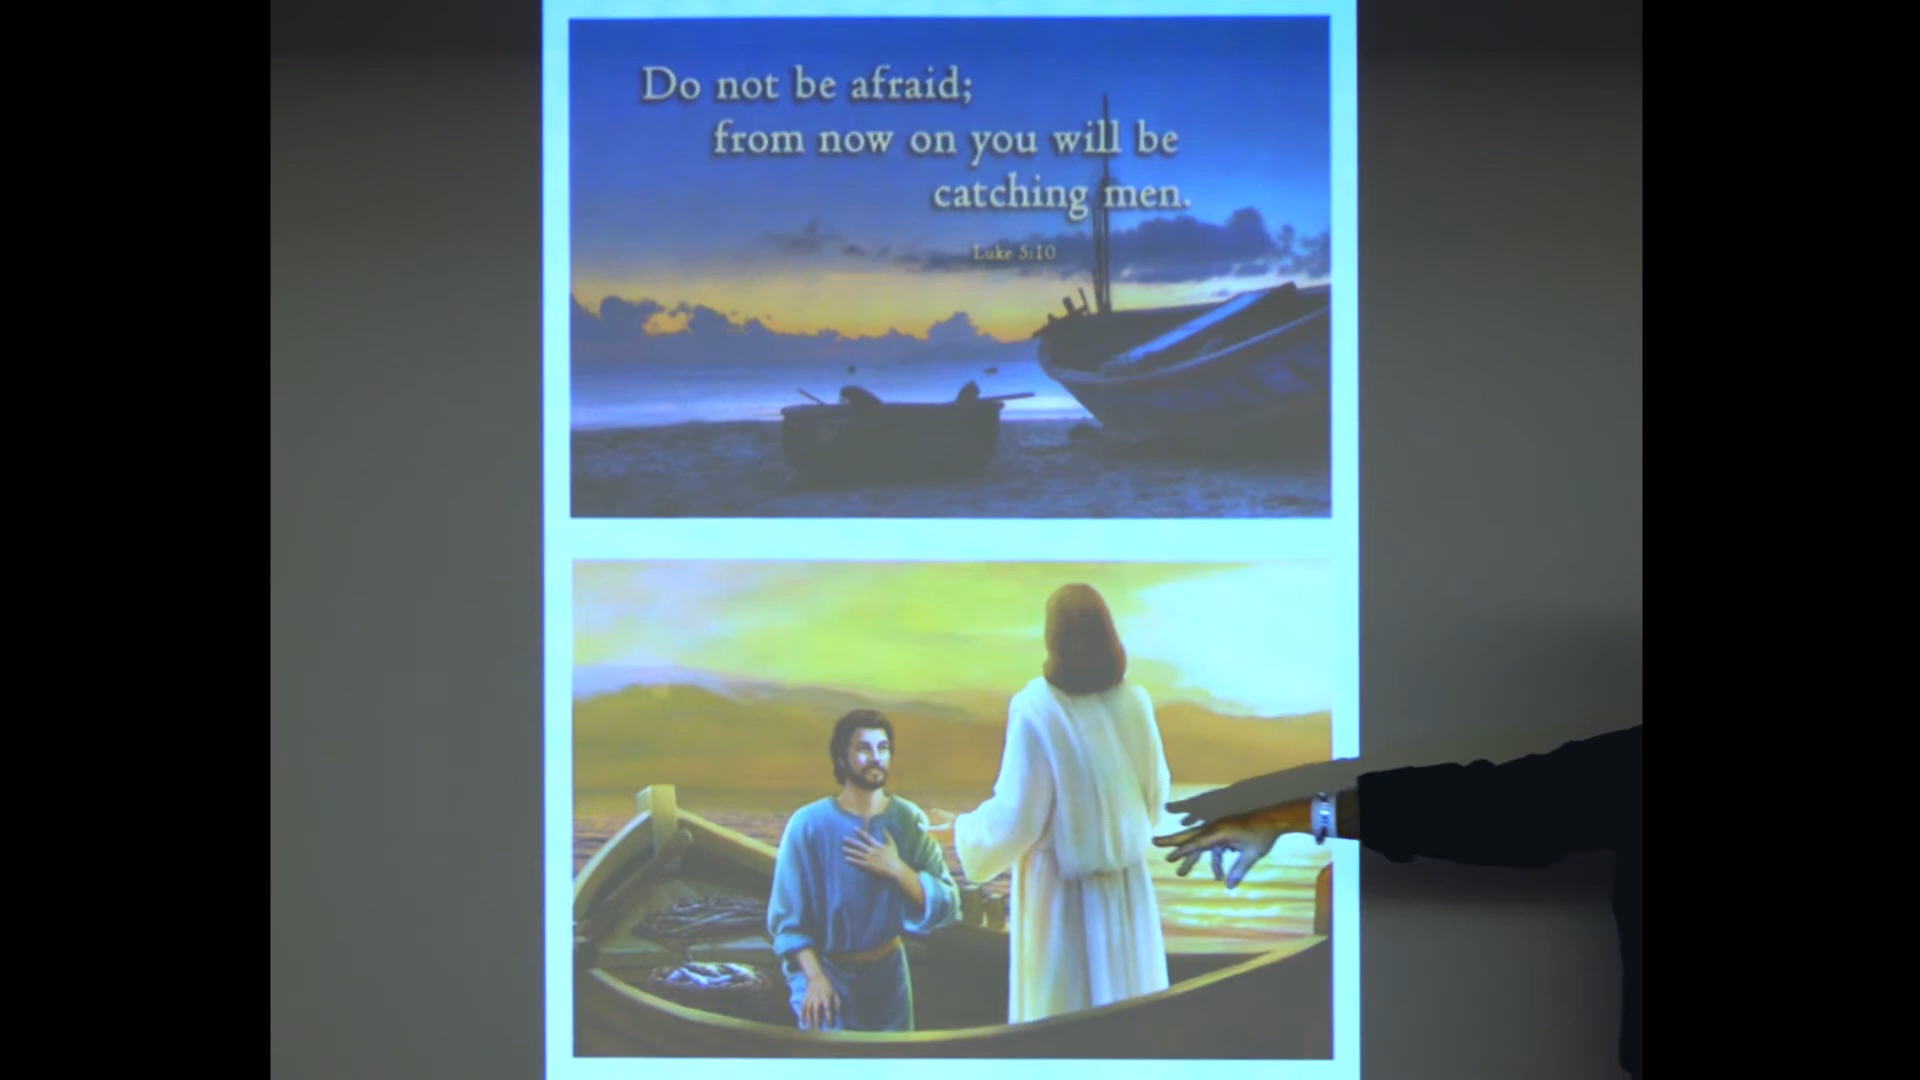 Do not be afraid;
from now on you will be
catching men.
Luke 5:10